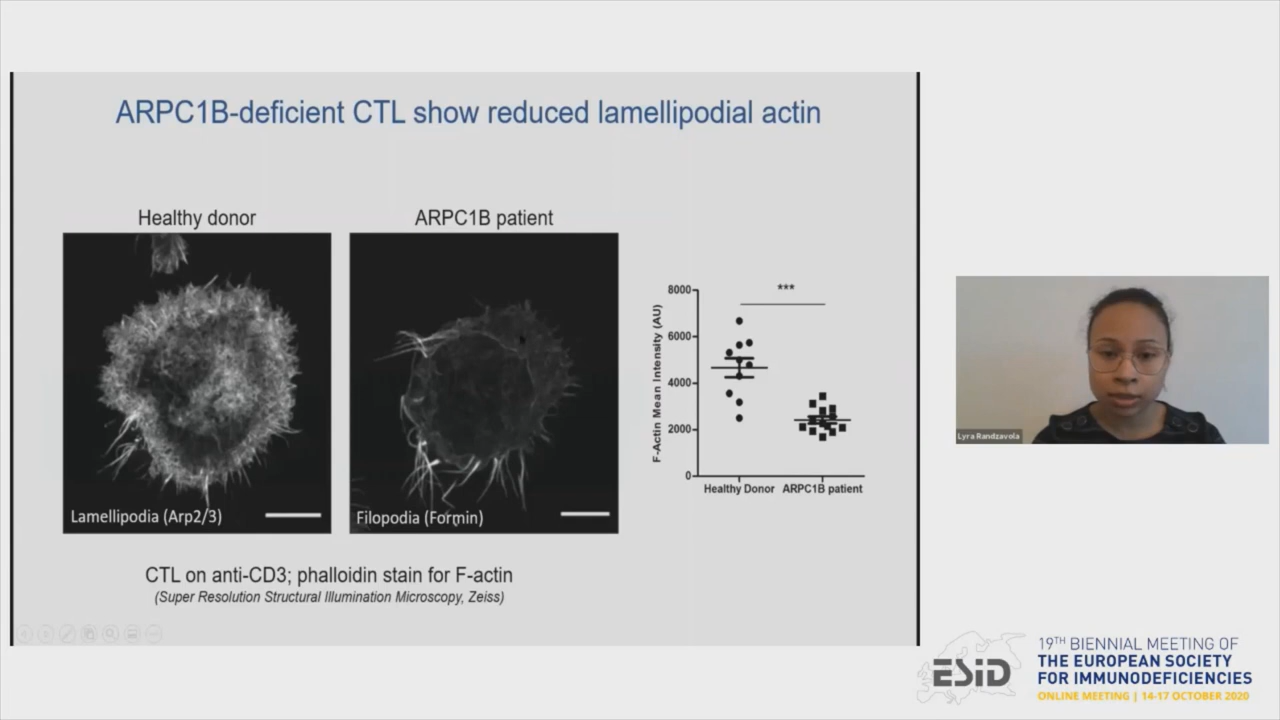 ARPC1B-deficient CTL show reduced lamellipodial actin
Healthy donor
ARPC1B patient
Lamellipodia (Arp2/3)
Filopodia (Formin)
CTL on anti-CD3; phalloidin stain for F-actin
(Super Resolution Structural Illumination Microscopy, Zeiss)
F-Actin Mean Intensity (AU)
8000
6000
4000
2000
0
***
Healthy Donor
ARPC1B patient
Lyra Randzavola
ESID
19TH BIENNIAL MEETING OF
THE EUROPEAN SOCIETY
FOR IMMUNODEFICIENCIES
ONLINE MEETING | 14-17 OCTOBER 2020